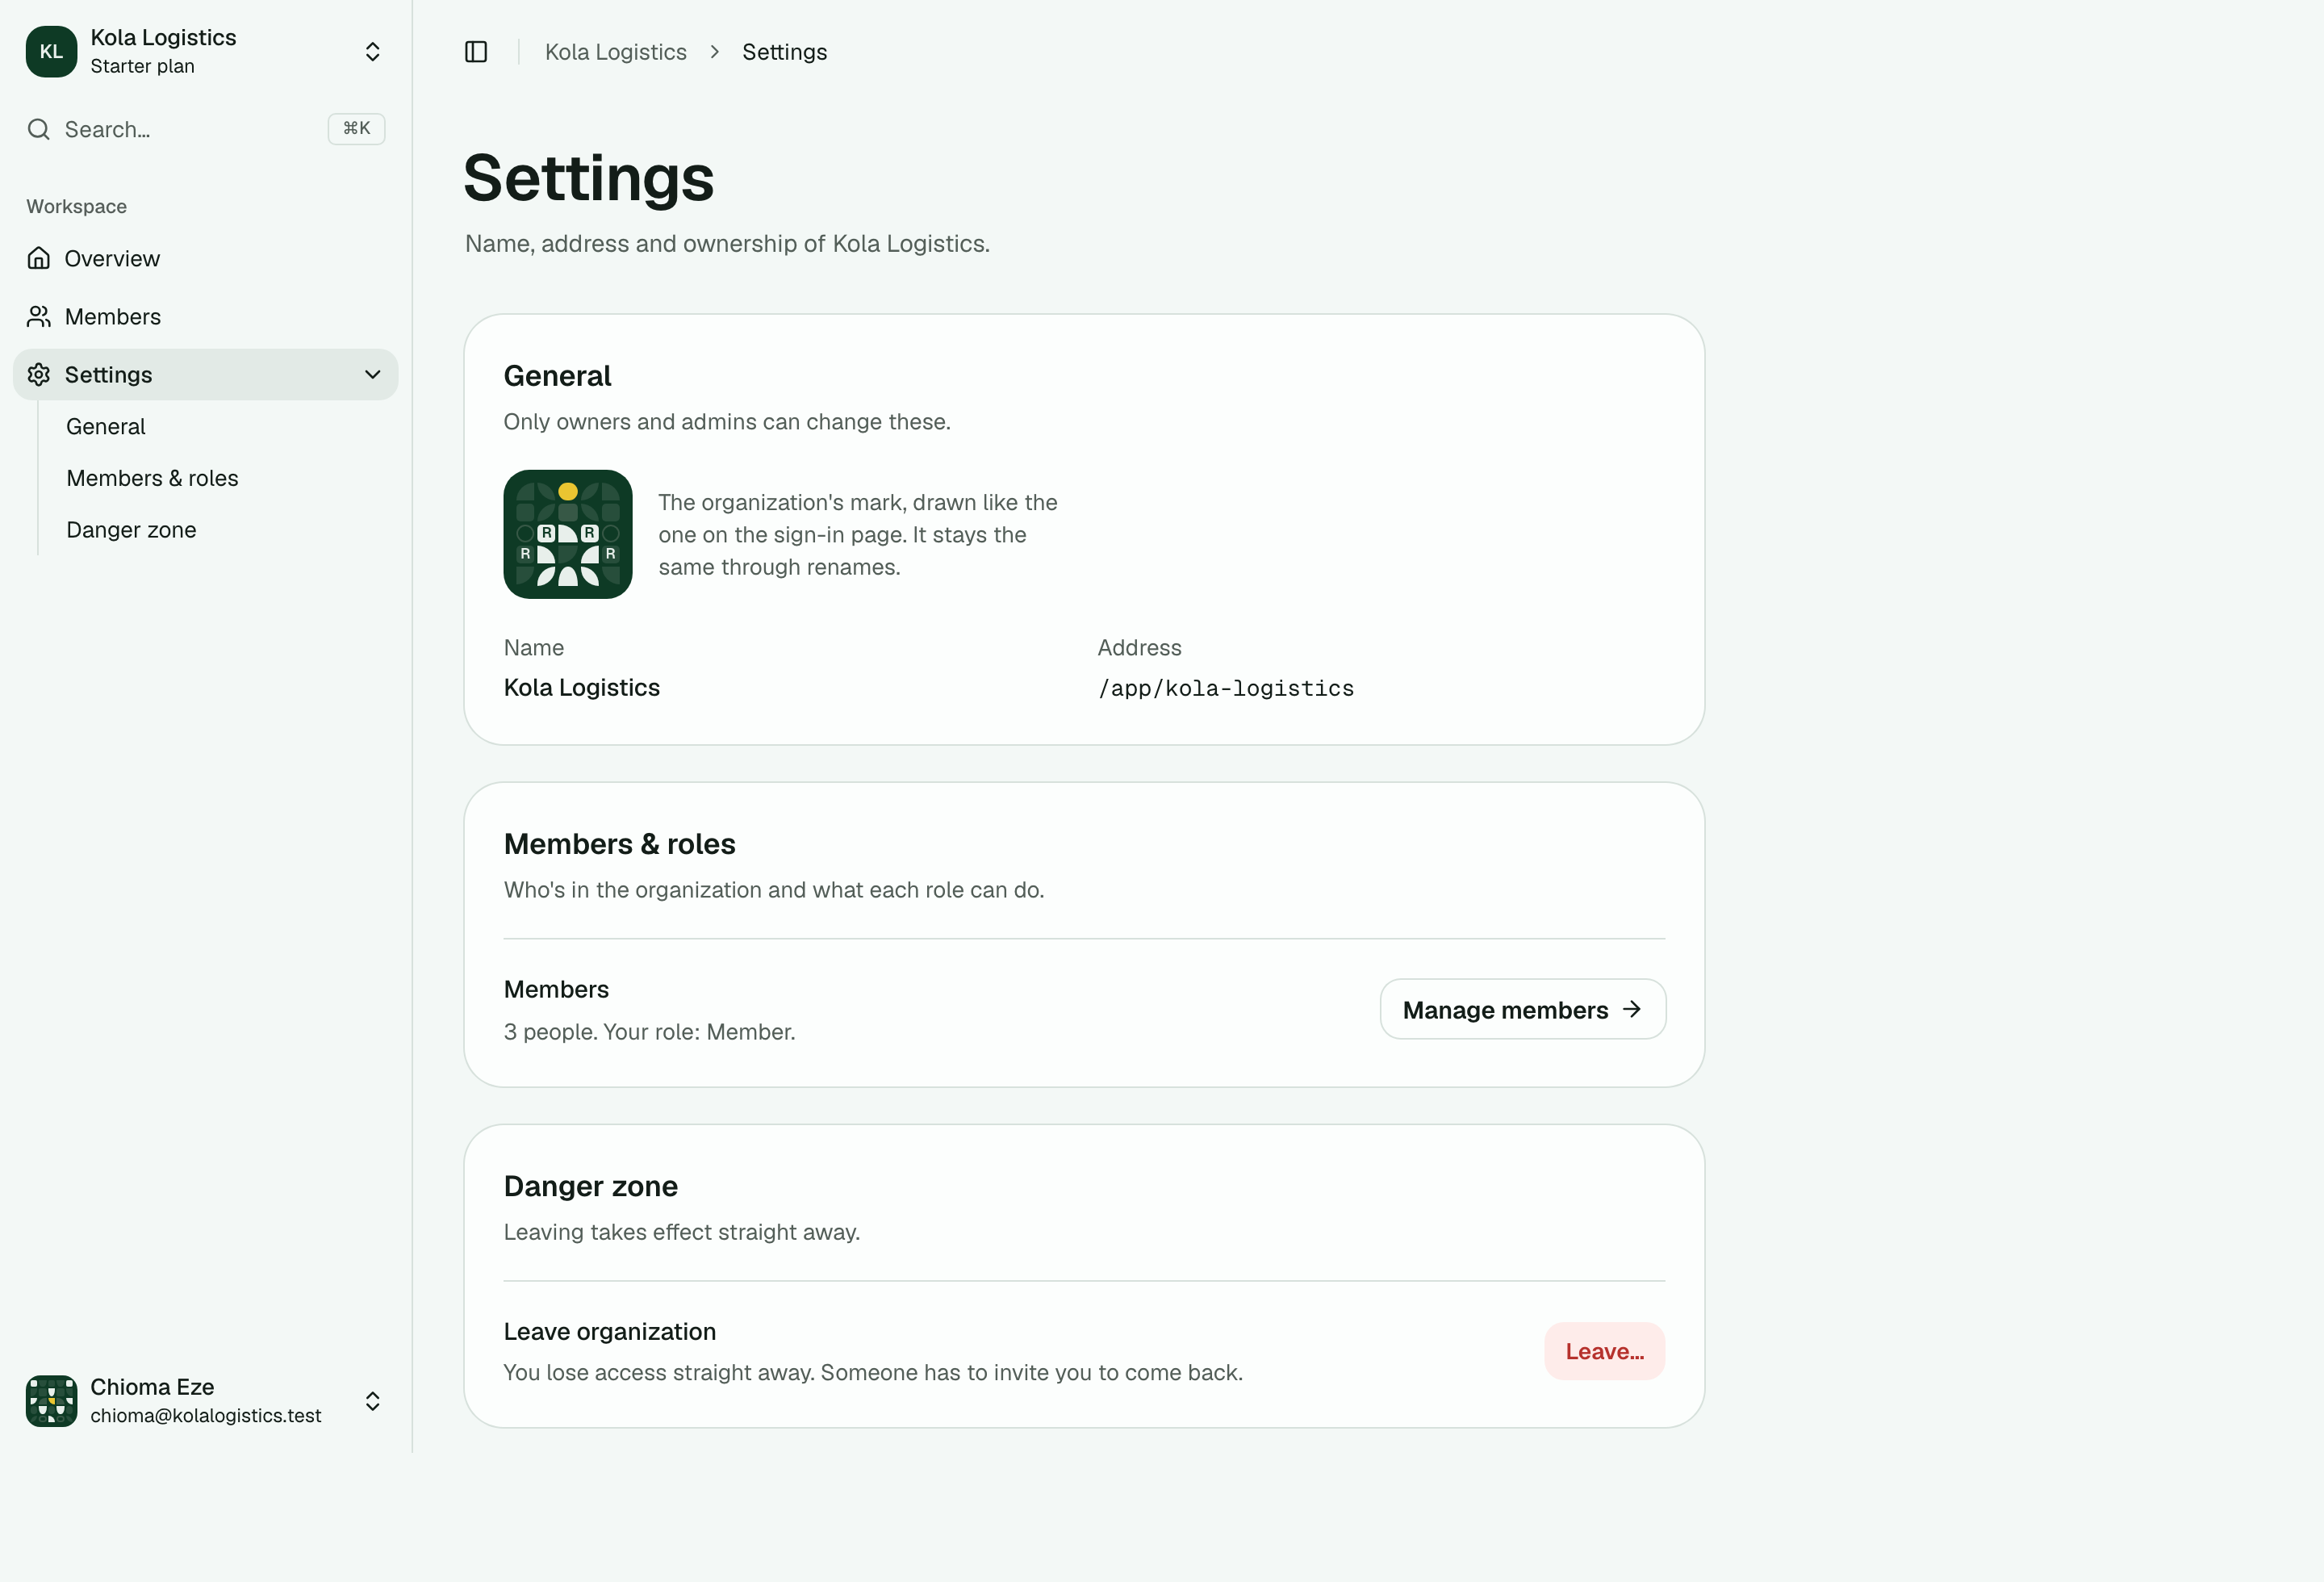 KL
Kola Logistics
Starter plan
Search...
⌘K
Workspace
Overview
Members
Settings
General
Members & roles
Danger zone
Chioma Eze
chioma@kolalogistics.test
Kola Logistics
Settings
Settings
Name, address and ownership of Kola Logistics.
General
Only owners and admins can change these.
R R
R R
The organization's mark, drawn like the
one on the sign-in page. It stays the
same through renames.
Name
Kola Logistics
Address
/app/kola-logistics
Members & roles
Who's in the organization and what each role can do.
Members
3 people. Your role: Member.
Manage members
Danger zone
Leaving takes effect straight away.
Leave organization
You lose access straight away. Someone has to invite you to come back.
Leave...